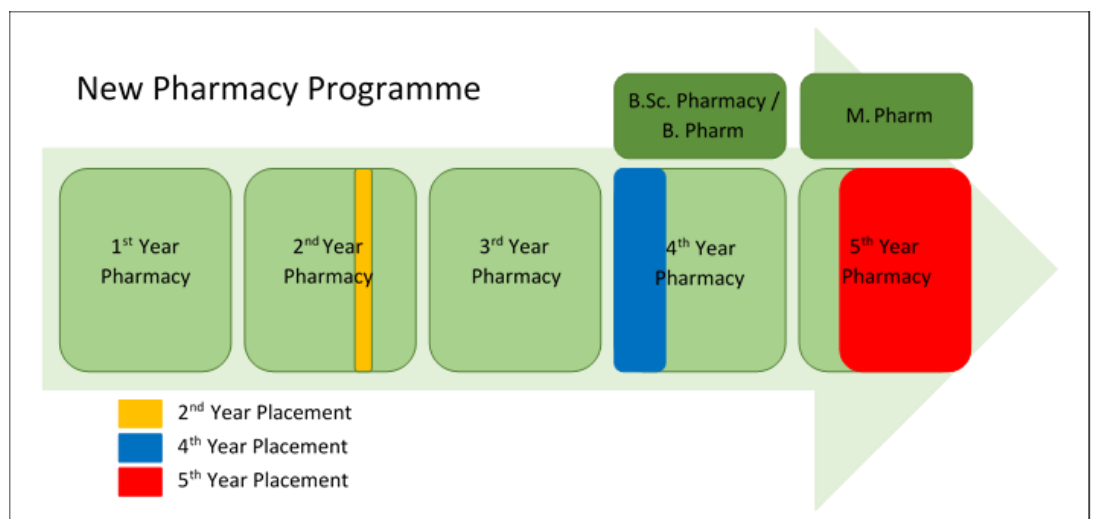 New Pharmacy Programme
B.Sc. Pharmacy /
B. Pharm
M. Pharm
1st Year
Pharmacy
2nd Year
Pharmacy
3rd Year
Pharmacy
4th Year
Pharmacy
5th Year
Pharmacy
2nd Year Placement
4th Year Placement
5th Year Placement